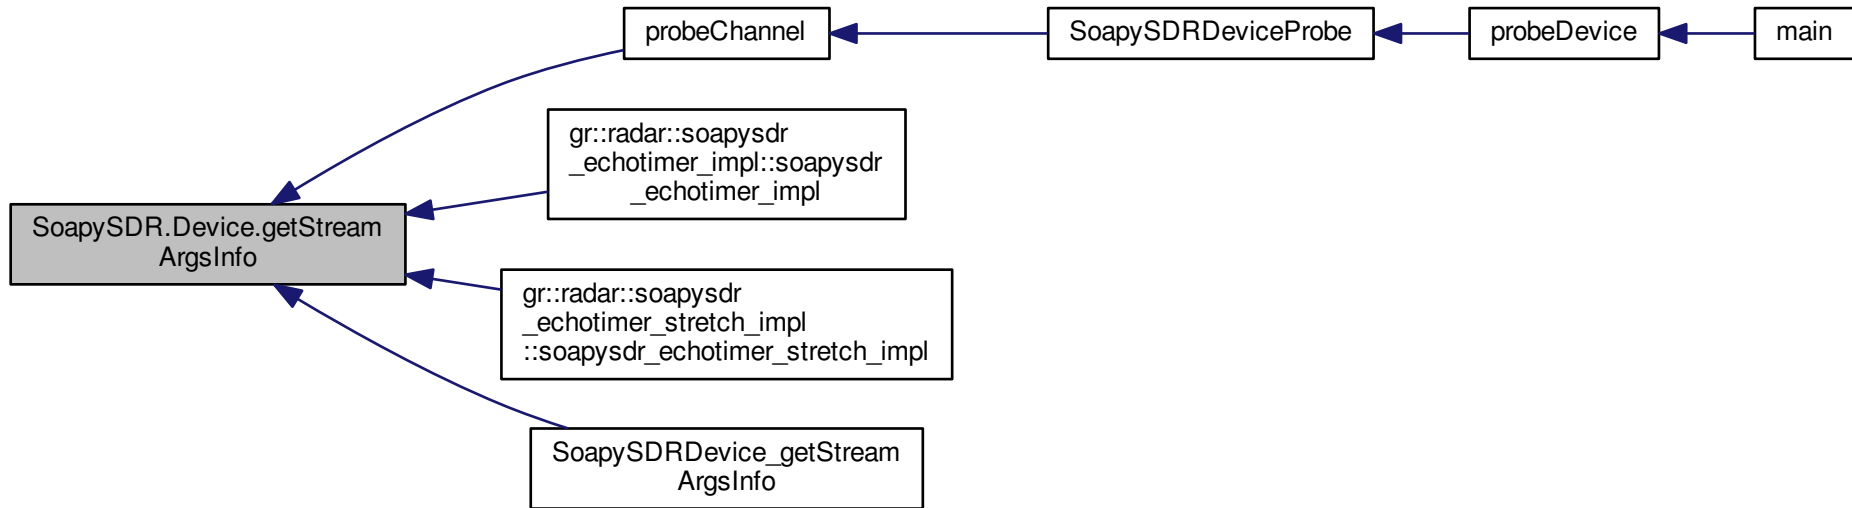 probeChannel
SoapySDRDeviceProbe
probeDevice
main
gr::radar::soapysdr
_echotimer_impl::soapysdr
_echotimer_impl
SoapySDR.Device.getStream
ArgsInfo
gr::radar::soapysdr
_echotimer_stretch_impl
::soapysdr_echotimer_stretch_impl
SoapySDRDevice_getStream
ArgsInfo